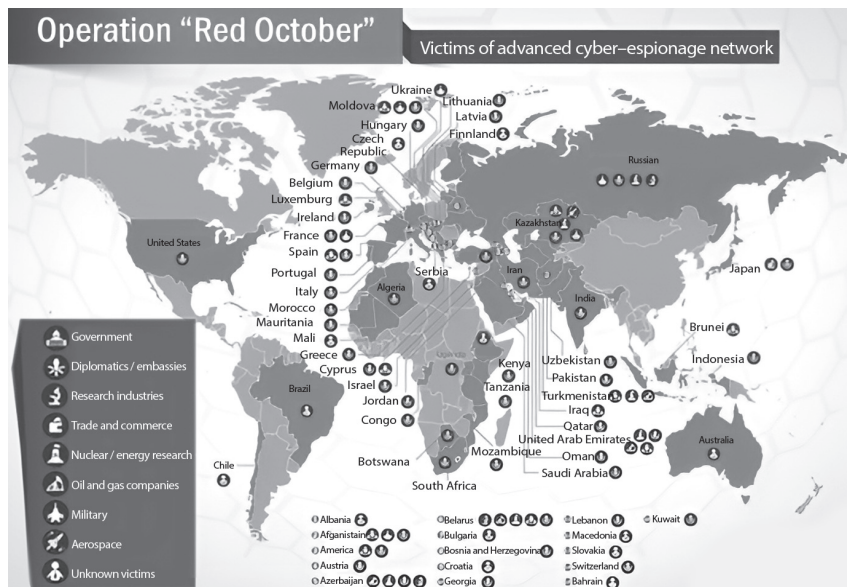 Operation "Red October"
Victims of advanced cyber–espionage network
Ukraine
Moldova
Lithuania
Hungary
Latvia
Czech
Republic
Finnland
Germany
Russian
Belgium
Luxemburg
Ireland
Kazakhstan
France
United States
Spain
Portugal
Serbia
Iran
Japan
Italy
Algeria
India
Morocco
Mauritania
Mali
Brunei
Greece
Cyprus
Kenya
Uzbekistan
Indonesia
Israel
Tanzania
Pakistan
Brazil
Jordan
Turkmenistan
Iraq
Congo
Qatar
United Arab Emirates
Australia
Mozambique
Botswana
Oman
Chile
South Africa
Saudi Arabia
Government
Diplomatics / embassies
Research industries
Trade and commerce
Nuclear / energy research
Oil and gas companies
Military
Aerospace
Unknown victims
Albania
Afganistain
America
Austria
Azerbaijan
Belarus
Bulgaria
Bosnia and Herzegovina
Croatia
Georgia
Lebanon
Macedonia
Slovakia
Switzerland
Bahrain
Kuwait